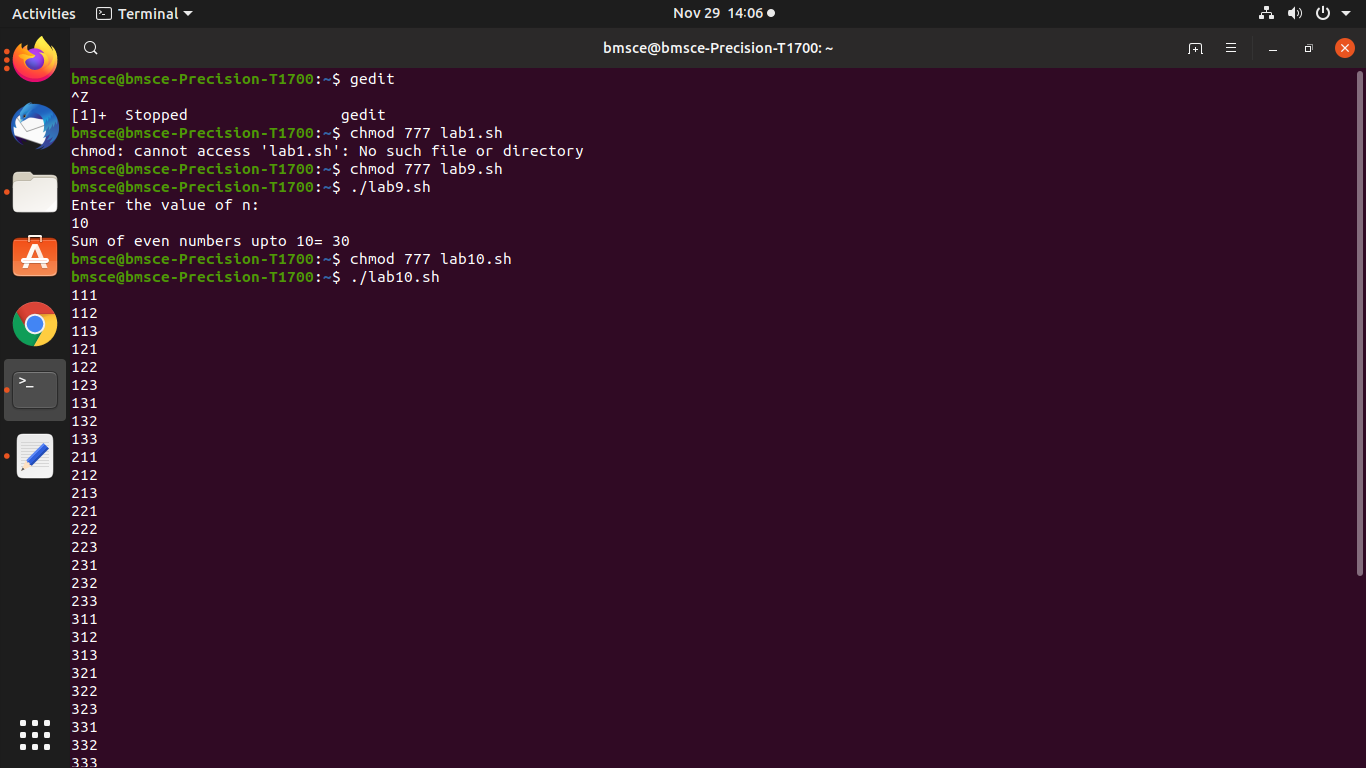 Activities
Terminal
Nov 29 14:06
bmsce@bmsce-Precision-T1700: ~
bmsce@bmsce-Precision-T1700:~$ gedit
^Z
[1]+  Stopped                 gedit
bmsce@bmsce-Precision-T1700:~$ chmod 777 lab1.sh
chmod: cannot access 'lab1.sh': No such file or directory
bmsce@bmsce-Precision-T1700:~$ chmod 777 lab9.sh
bmsce@bmsce-Precision-T1700:~$ ./lab9.sh
Enter the value of n:
10
Sum of even numbers upto 10= 30
bmsce@bmsce-Precision-T1700:~$ chmod 777 lab10.sh
bmsce@bmsce-Precision-T1700:~$ ./lab10.sh
111
112
113
121
122
123
131
132
133
211
212
213
221
222
223
231
232
233
311
312
313
321
322
323
331
332
333